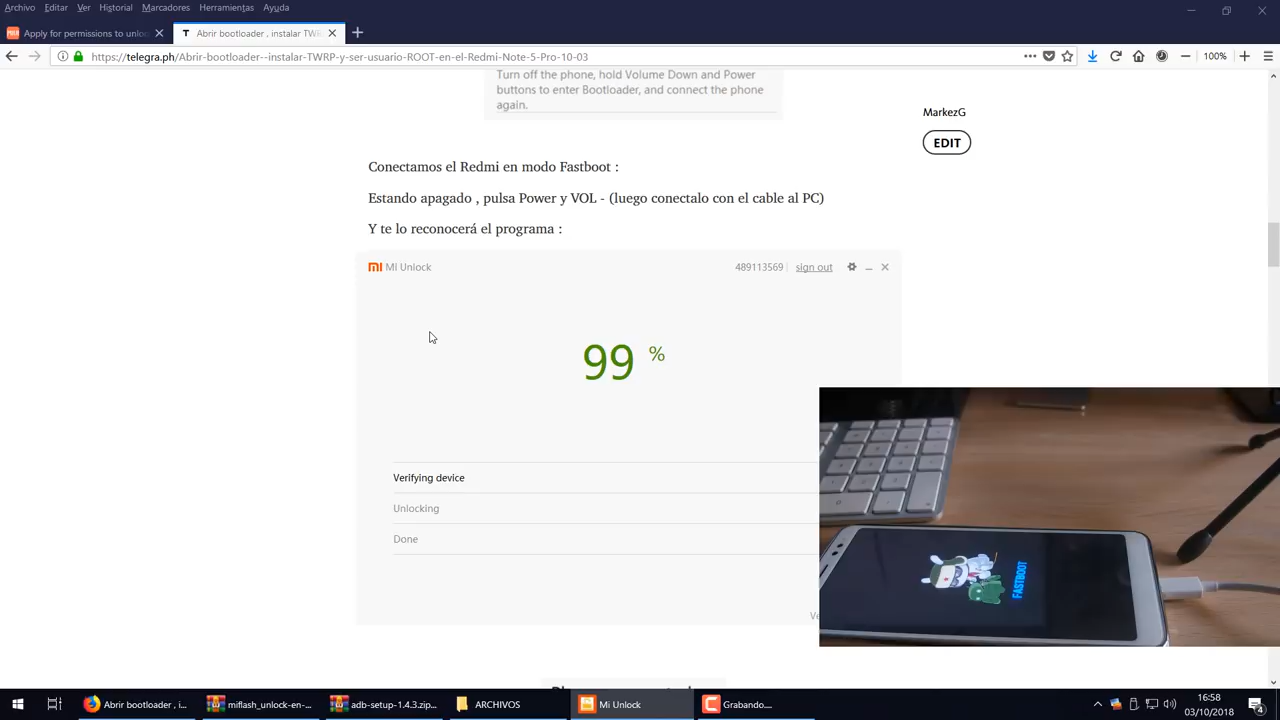 Archivo Editar Ver Historial Marcadores Herramientas Ayuda
Apply for permissions to unlo
Abrir bootloader , instalar TW
https://telegra.ph/Abrir-bootloader--instalar-TWRP-y-ser-usuario-ROOT-en-el-Redmi-Note-5-Pro-10-03
100%
Turn off the phone, hold Volume Down and Power
buttons to enter Bootloader, and connect the phone
again.
MarkezG
EDIT
Conectamos el Redmi en modo Fastboot :
Estando apagado , pulsa Power y VOL - (luego conectalo con el cable al PC)
Y te lo reconocerá el programa :
Mi Unlock
489113569
sign out
99 %
Verifying device
Unlocking
Done
FASTBOOT
Abrir bootloader , i...
miflash_unlock-en-...
adb-setup-1.4.3.zip...
ARCHIVOS
Mi Unlock
Grabando....
16:58
03/10/2018
4